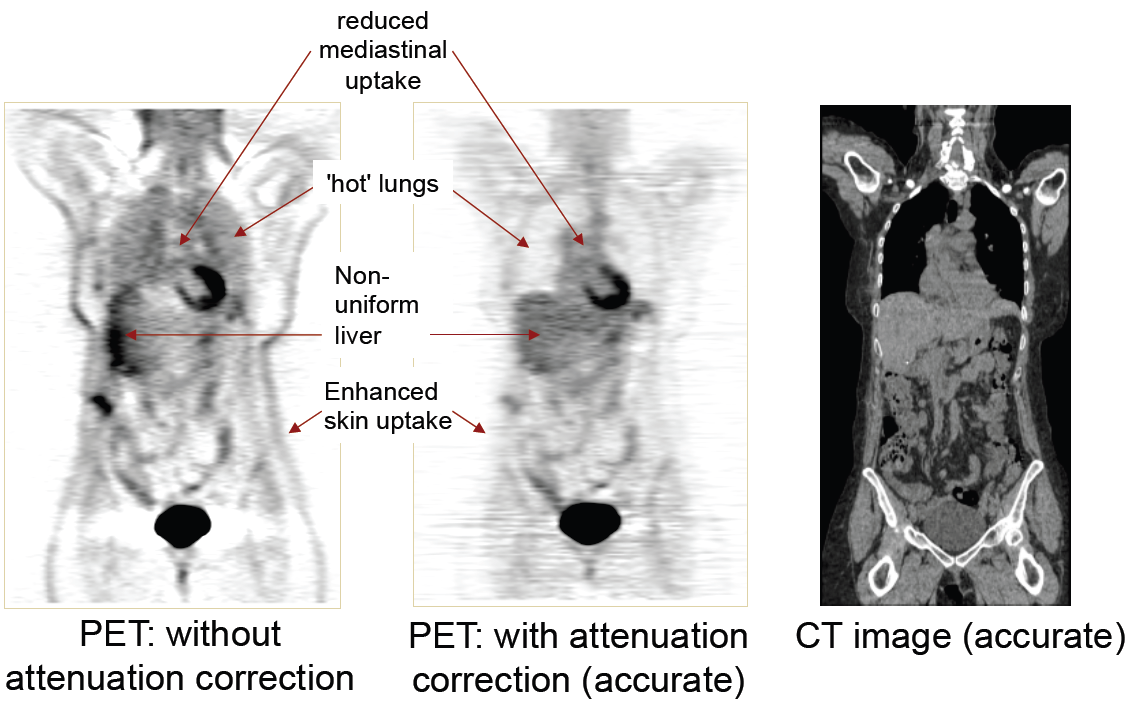 reduced
mediastinal
uptake
'hot' lungs
Non-
uniform
liver
Enhanced
skin uptake
PET: without
attenuation correction
PET: with attenuation
correction (accurate)
CT image (accurate)